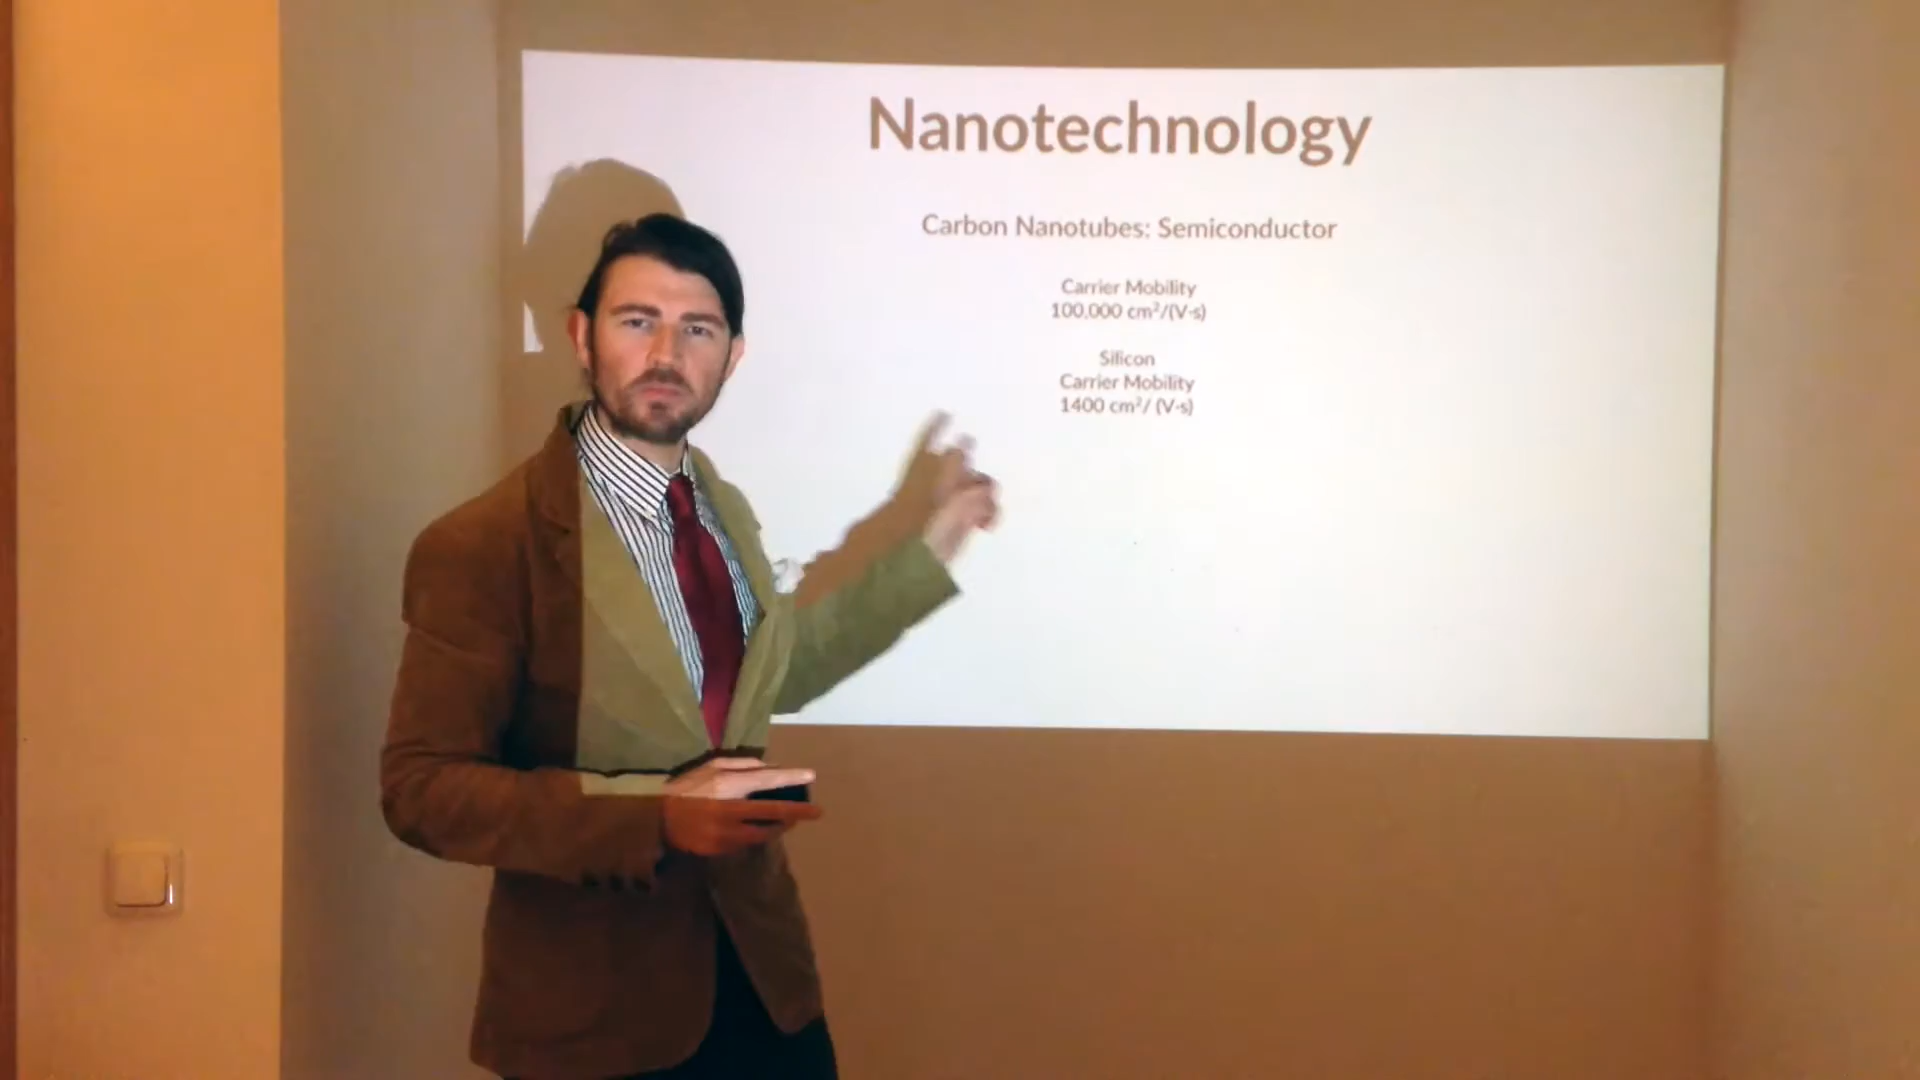 Nanotechnology
Carbon Nanotubes: Semiconductor
Carrier Mobility
100,000 cm²/(V·s)
Silicon
Carrier Mobility
1400 cm²/ (V·s)